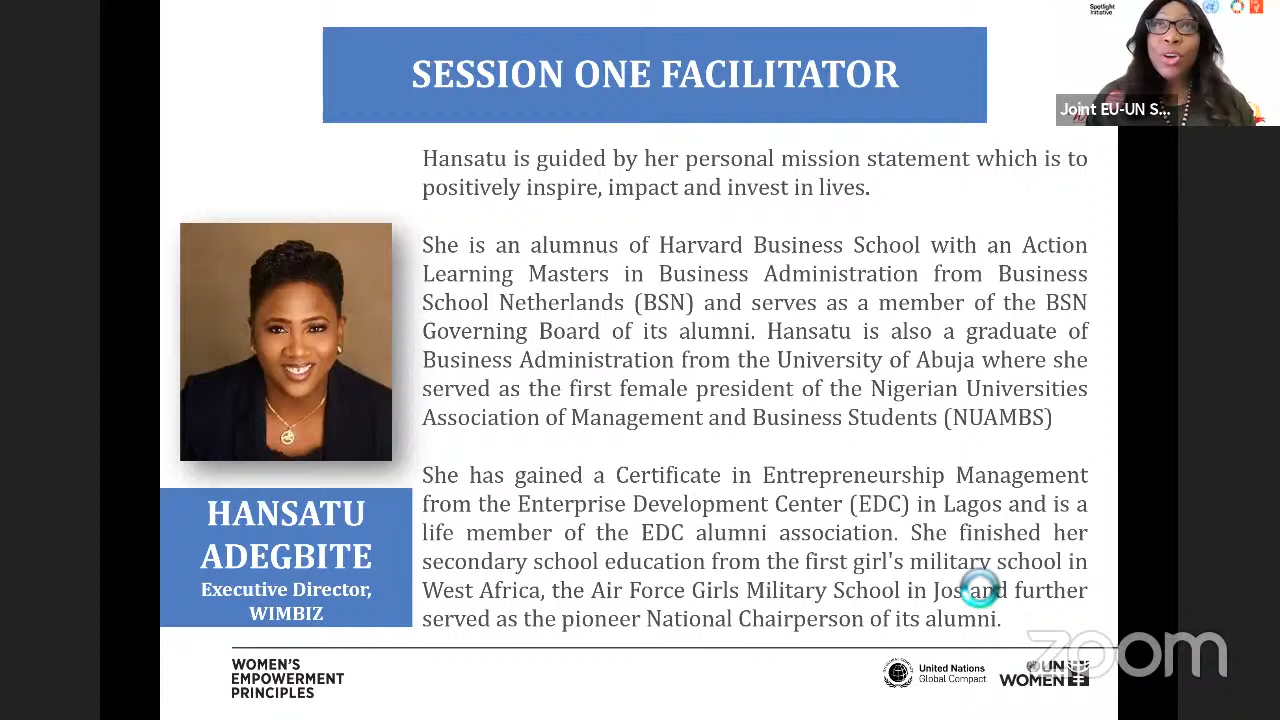 Spotlight
Initiative
SESSION ONE FACILITATOR
Joint EU-UN S...
Hansatu is guided by her personal mission statement which is to
positively inspire, impact and invest in lives.
She is an alumnus of Harvard Business School with an Action
Learning Masters in Business Administration from Business
School Netherlands (BSN) and serves as a member of the BSN
Governing Board of its alumni. Hansatu is also a graduate of
Business Administration from the University of Abuja where she
served as the first female president of the Nigerian Universities
Association of Management and Business Students (NUAMBS)
She has gained a Certificate in Entrepreneurship Management
from the Enterprise Development Center (EDC) in Lagos and is a
life member of the EDC alumni association. She finished her
secondary school education from the first girl's military school in
West Africa, the Air Force Girls Military School in Jos and further
served as the pioneer National Chairperson of its alumni.
HANSATU
ADEGBITE
Executive Director,
WIMBIZ
zoom
WOMEN'S
EMPOWERMENT
PRINCIPLES
United Nations
Global Compact
UN
WOMEN